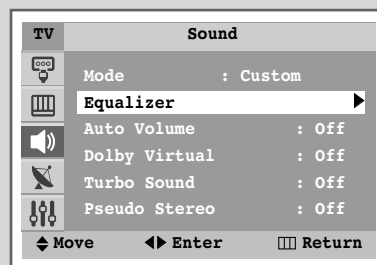 TV Sound
Mode : Custom
Equalizer
Auto Volume : Off
Dolby Virtual : Off
Turbo Sound : Off
Pseudo Stereo : Off
Move Enter Return